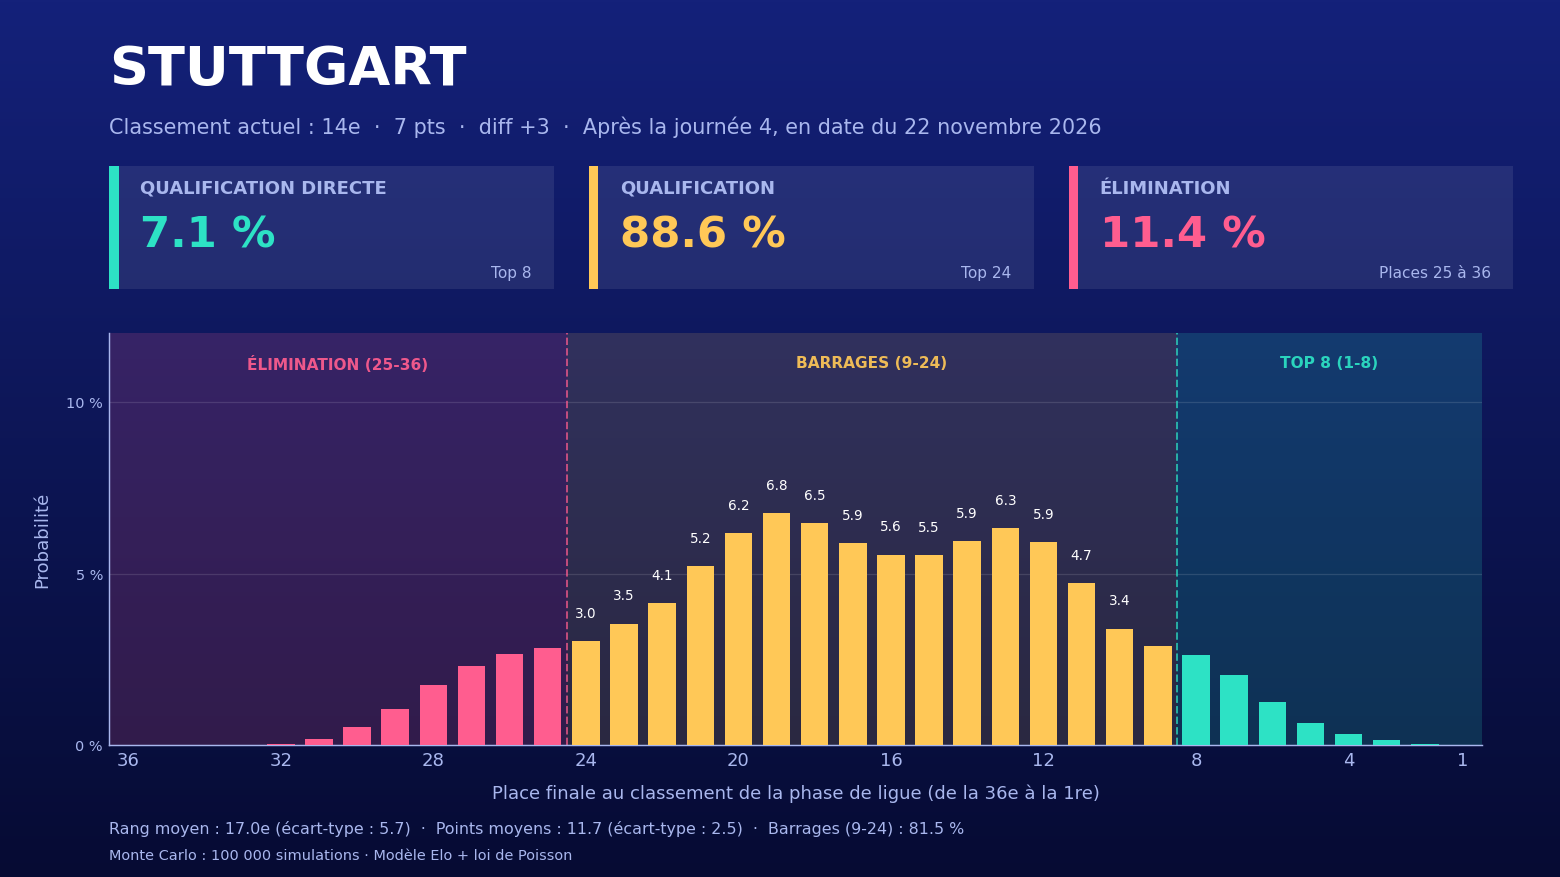 STUTTGART
Classement actuel : 14e · 7 pts · diff +3 · Après la journée 4, en date du 22 novembre 2026
QUALIFICATION DIRECTE
7.1 %
Top 8
QUALIFICATION
88.6 %
Top 24
ÉLIMINATION
11.4 %
Places 25 à 36
ÉLIMINATION (25-36)
BARRAGES (9-24)
TOP 8 (1-8)
Probabilité
10 %
5 %
0 %
3.0
3.5
4.1
5.2
6.2
6.8
6.5
5.9
5.6
5.5
5.9
6.3
5.9
4.7
3.4
36 32 28 24 20 16 12 8 4 1
Place finale au classement de la phase de ligue (de la 36e à la 1re)
Rang moyen : 17.0e (écart-type : 5.7) · Points moyens : 11.7 (écart-type : 2.5) · Barrages (9-24) : 81.5 %
Monte Carlo : 100 000 simulations · Modèle Elo + loi de Poisson